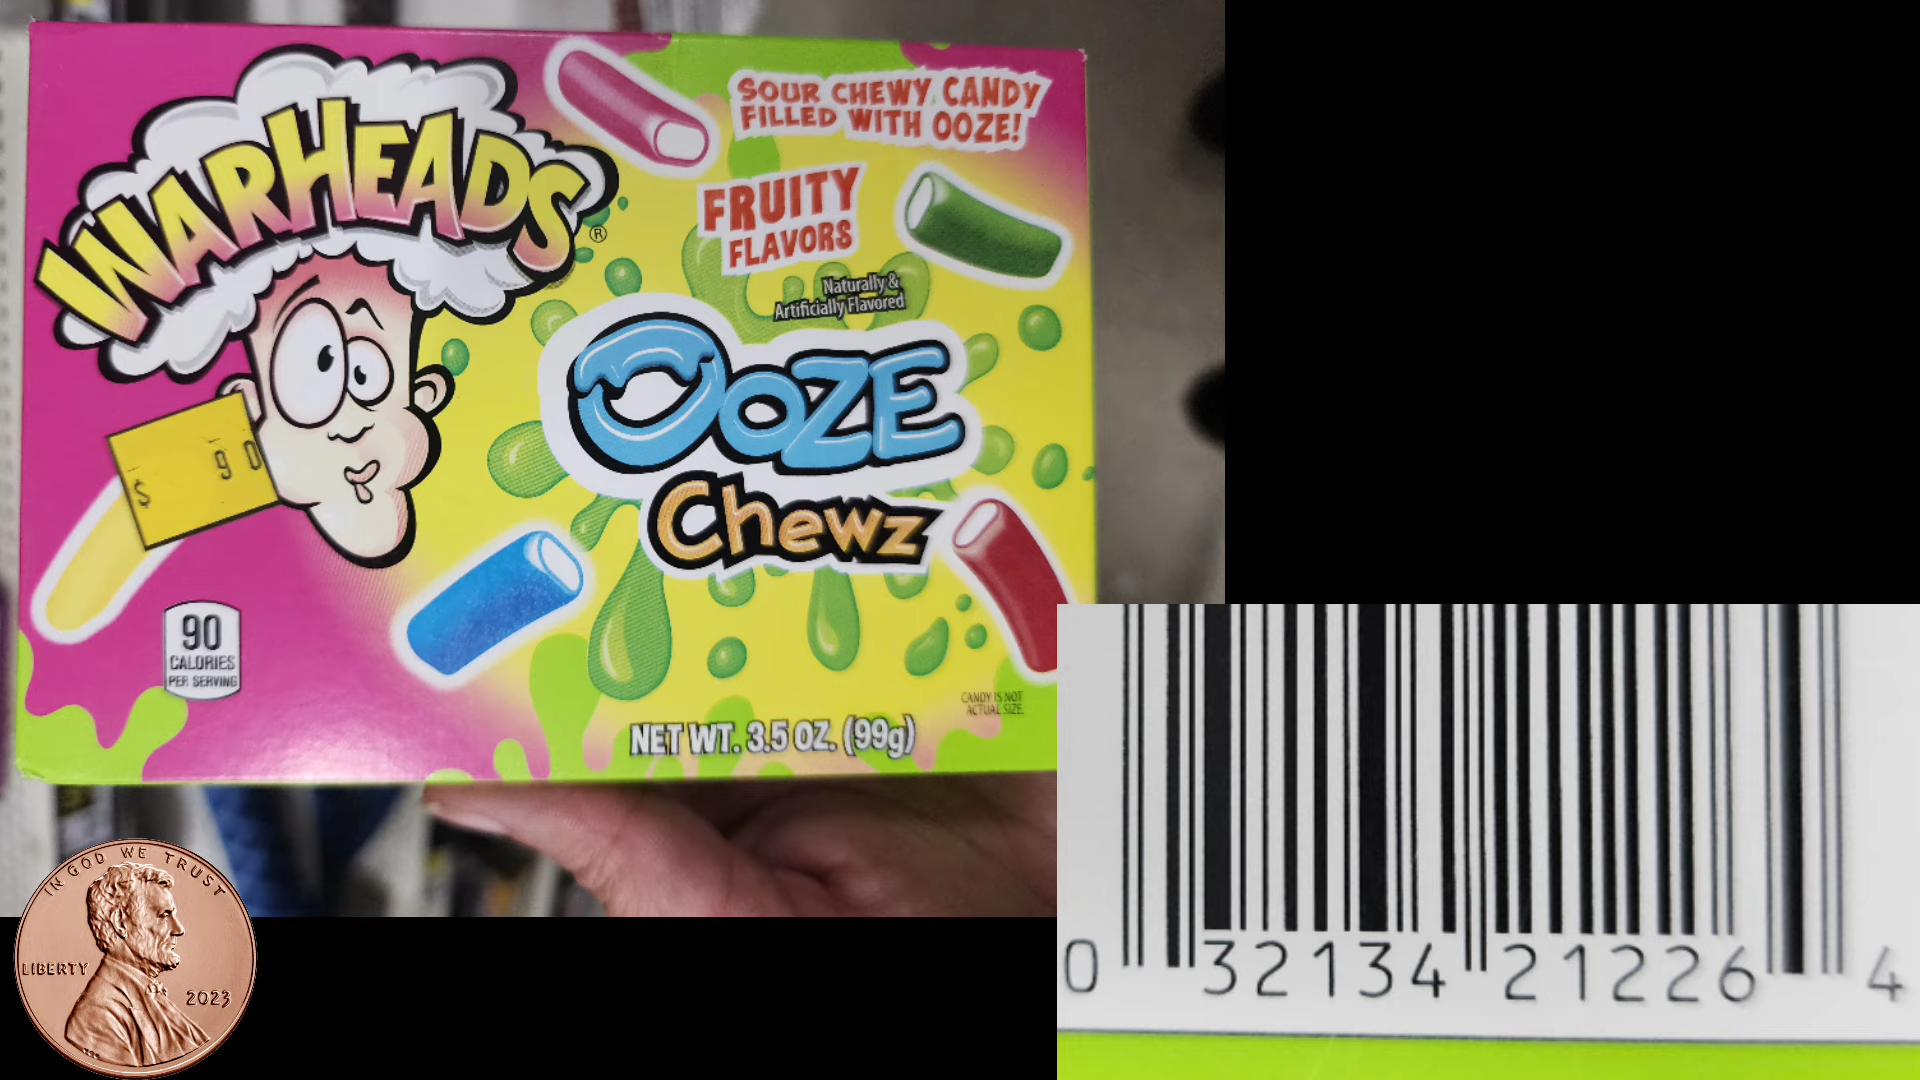 WARHEADS®
SOUR CHEWY CANDY
FILLED WITH OOZE!
FRUITY
FLAVORS
Naturally &
Artificially Flavored
OOZE
Chewz
$ 90
90
CALORIES
PER SERVING
CANDY IS NOT
ACTUAL SIZE.
NET WT. 3.5 OZ. (99g)
IN GOD WE TRUST
LIBERTY
2023
0 32134 21226 4